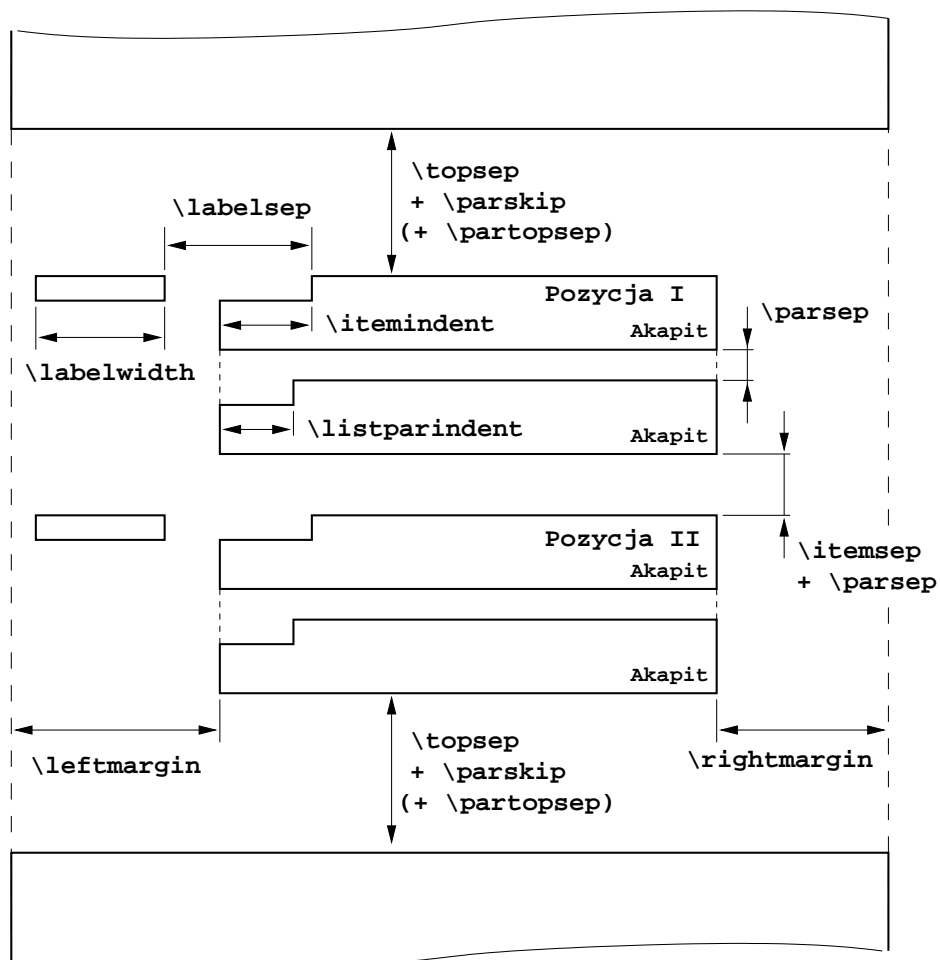 \topsep
+ \parskip
(+ \partopsep)
\labelsep
Pozycja I
\parsep
\itemindent
Akapit
\labelwidth
\listparindent
Akapit
Pozycja II
\itemsep
+ \parsep
Akapit
Akapit
\leftmargin
\topsep
+ \parskip
(+ \partopsep)
\rightmargin